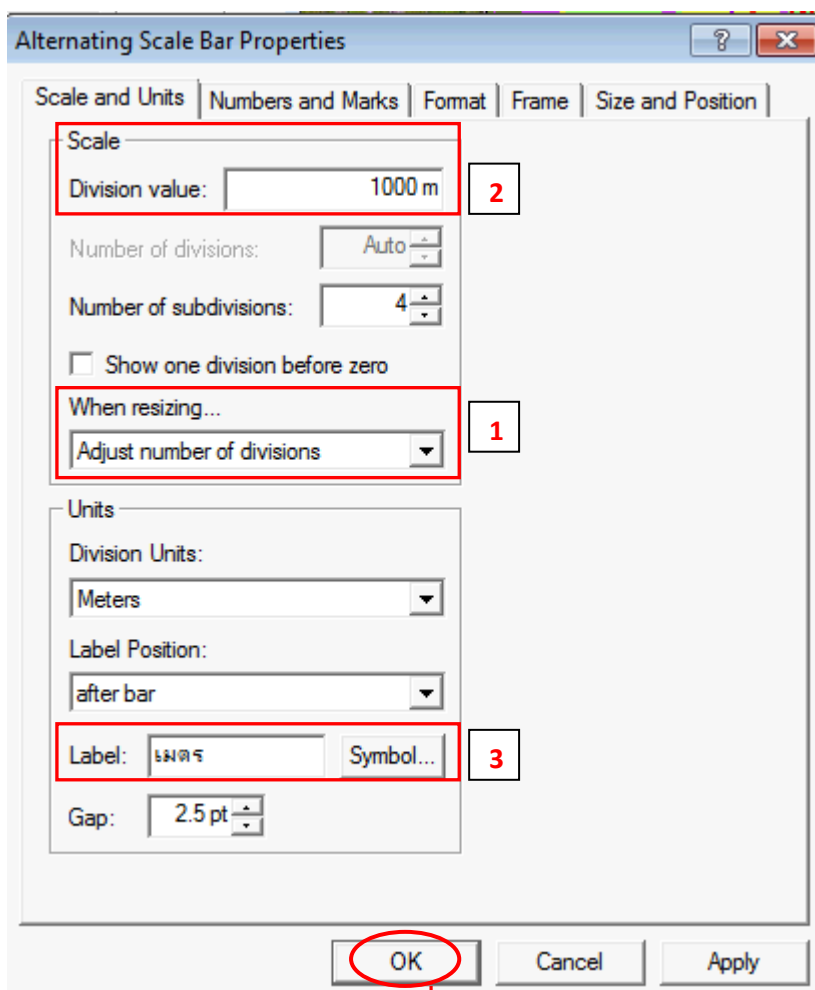 Alternating Scale Bar Properties
Scale and Units
Numbers and Marks
Format
Frame
Size and Position
Scale
Division value: 1000 m
2
Number of divisions: Auto
Number of subdivisions: 4
Show one division before zero
When resizing...
1
Adjust number of divisions
Units
Division Units:
Meters
Label Position:
after bar
Label: เมตร Symbol...
3
Gap: 2.5 pt
OK
Cancel
Apply